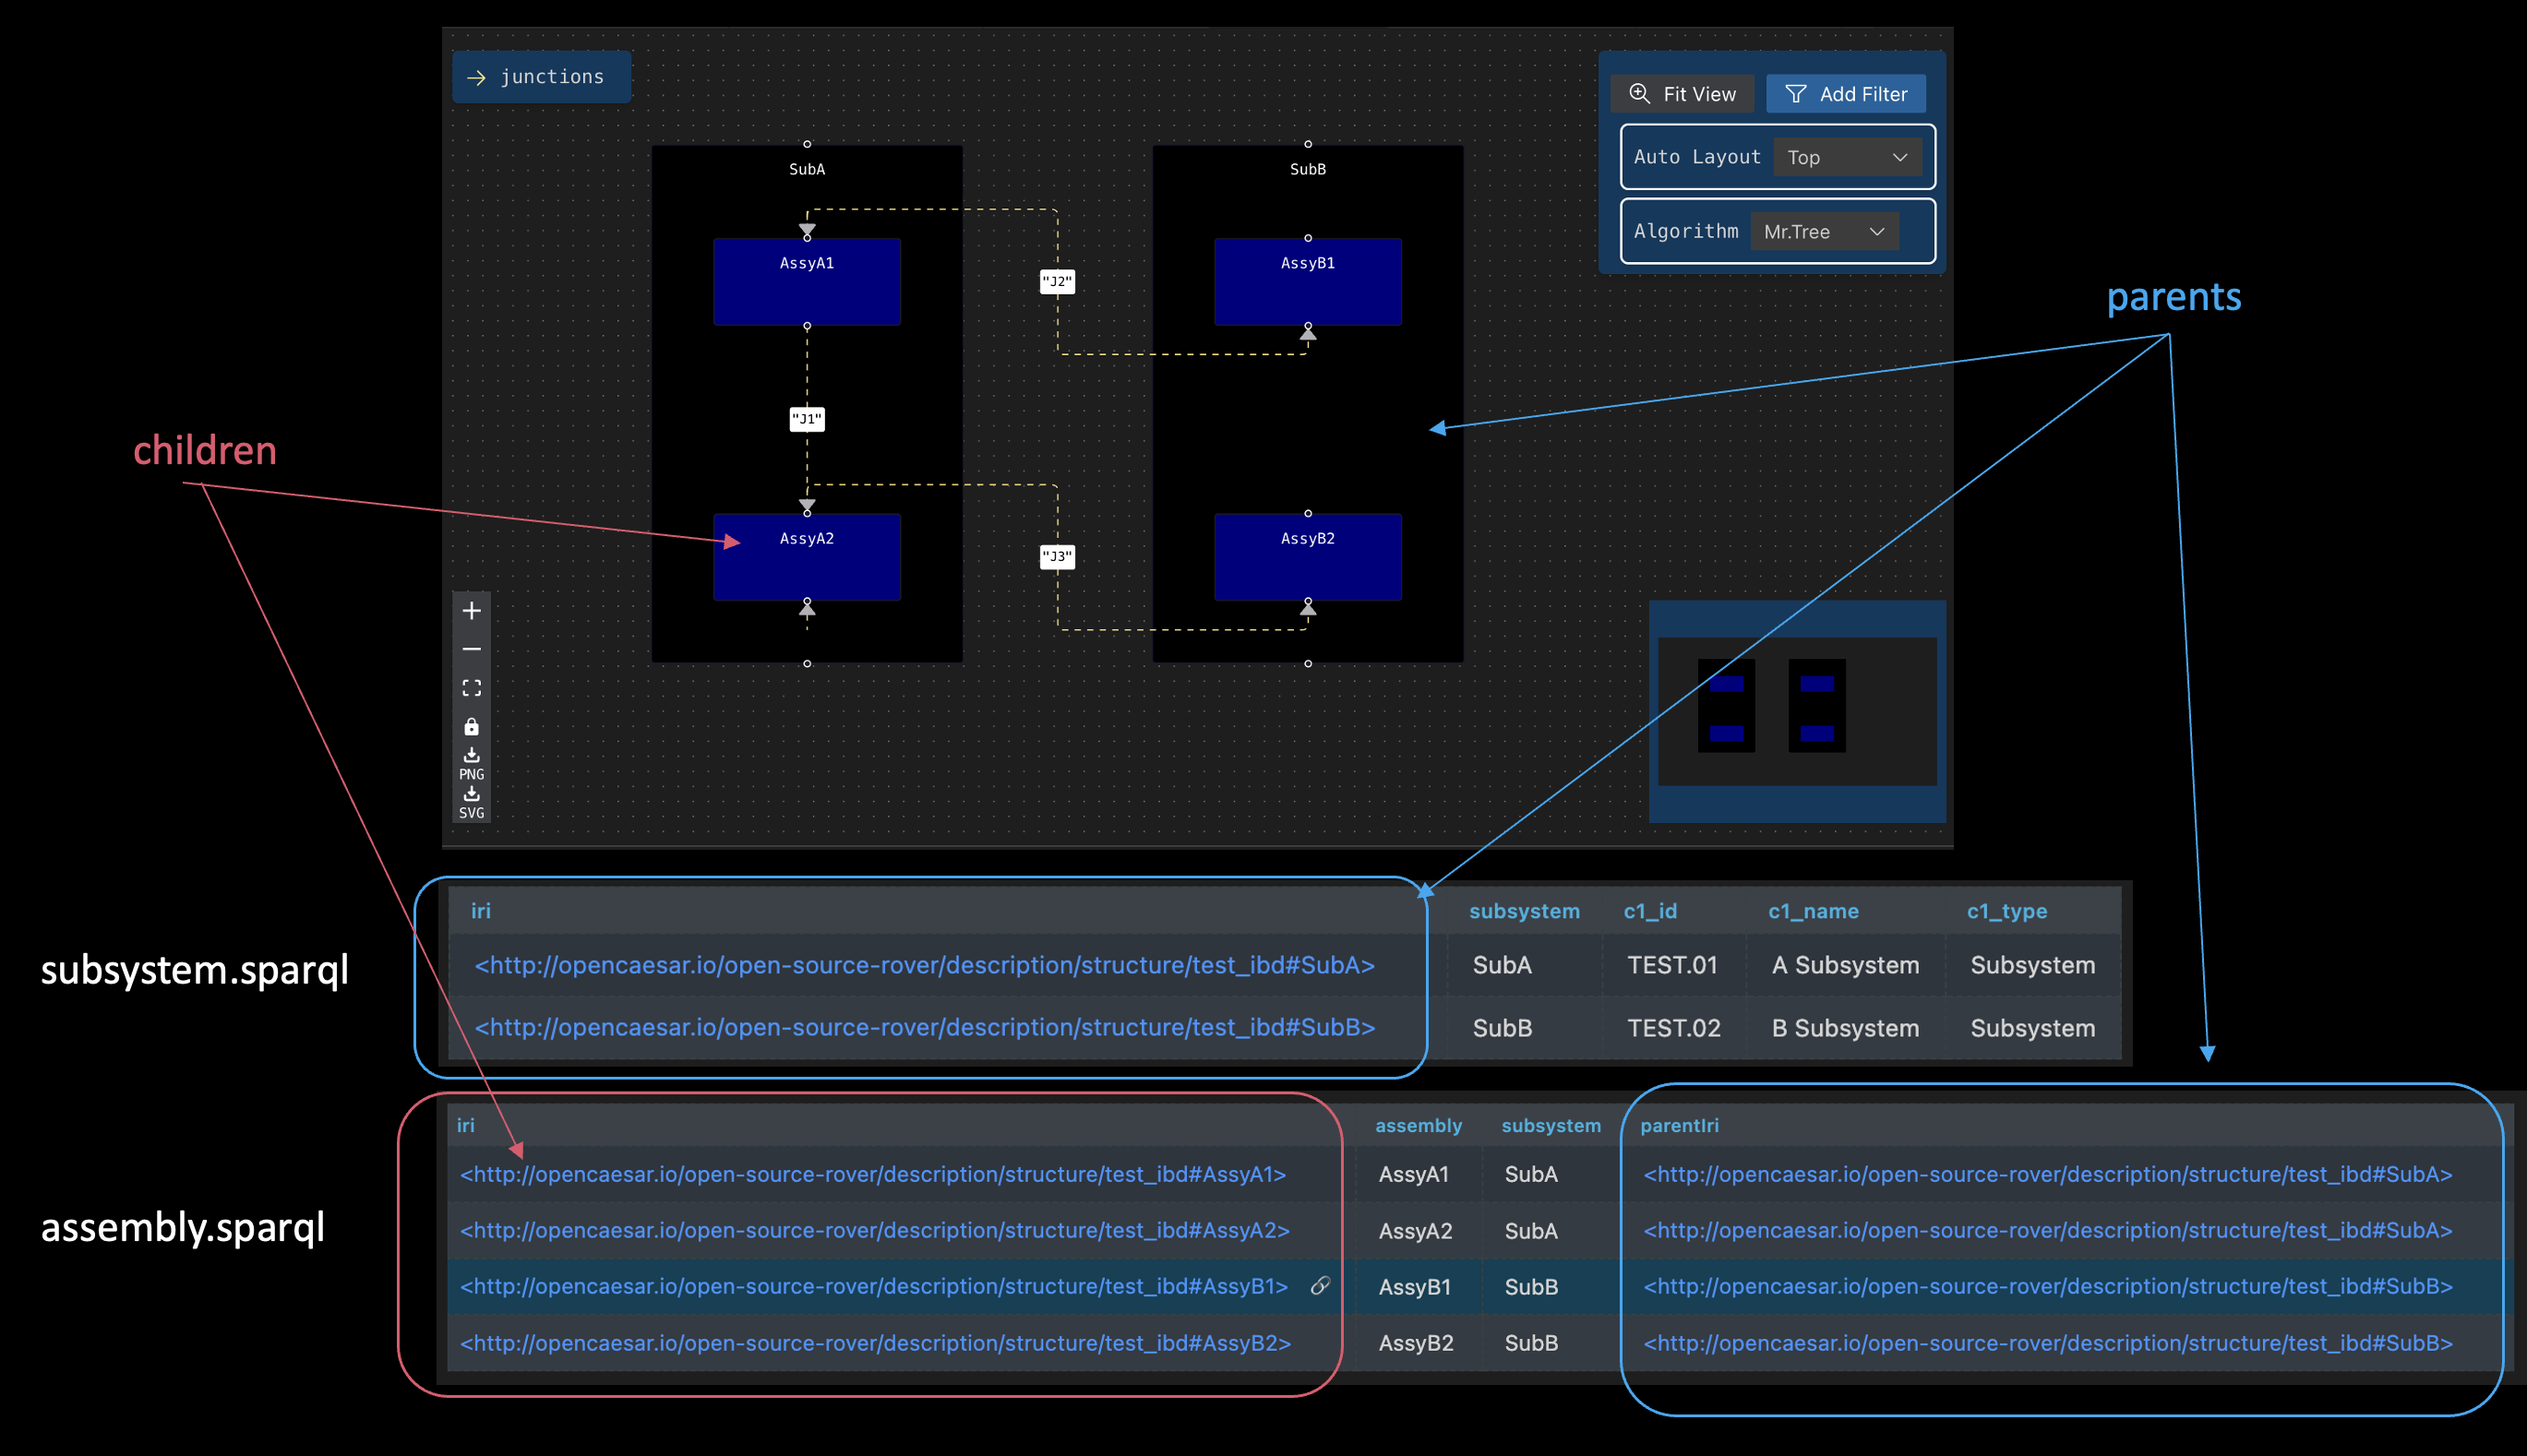 → junctions
Fit View
Add Filter
Auto Layout Top
Algorithm Mr.Tree
SubA
SubB
AssyA1
AssyB1
"J2"
"J1"
AssyA2
AssyB2
"J3"
PNG
SVG
parents
children
subsystem.sparql
iri subsystem c1_id c1_name c1_type
<http://opencaesar.io/open-source-rover/description/structure/test_ibd#SubA> SubA TEST.01 A Subsystem Subsystem
<http://opencaesar.io/open-source-rover/description/structure/test_ibd#SubB> SubB TEST.02 B Subsystem Subsystem
assembly.sparql
iri assembly subsystem parentIri
<http://opencaesar.io/open-source-rover/description/structure/test_ibd#AssyA1> AssyA1 SubA <http://opencaesar.io/open-source-rover/description/structure/test_ibd#SubA>
<http://opencaesar.io/open-source-rover/description/structure/test_ibd#AssyA2> AssyA2 SubA <http://opencaesar.io/open-source-rover/description/structure/test_ibd#SubA>
<http://opencaesar.io/open-source-rover/description/structure/test_ibd#AssyB1> AssyB1 SubB <http://opencaesar.io/open-source-rover/description/structure/test_ibd#SubB>
<http://opencaesar.io/open-source-rover/description/structure/test_ibd#AssyB2> AssyB2 SubB <http://opencaesar.io/open-source-rover/description/structure/test_ibd#SubB>